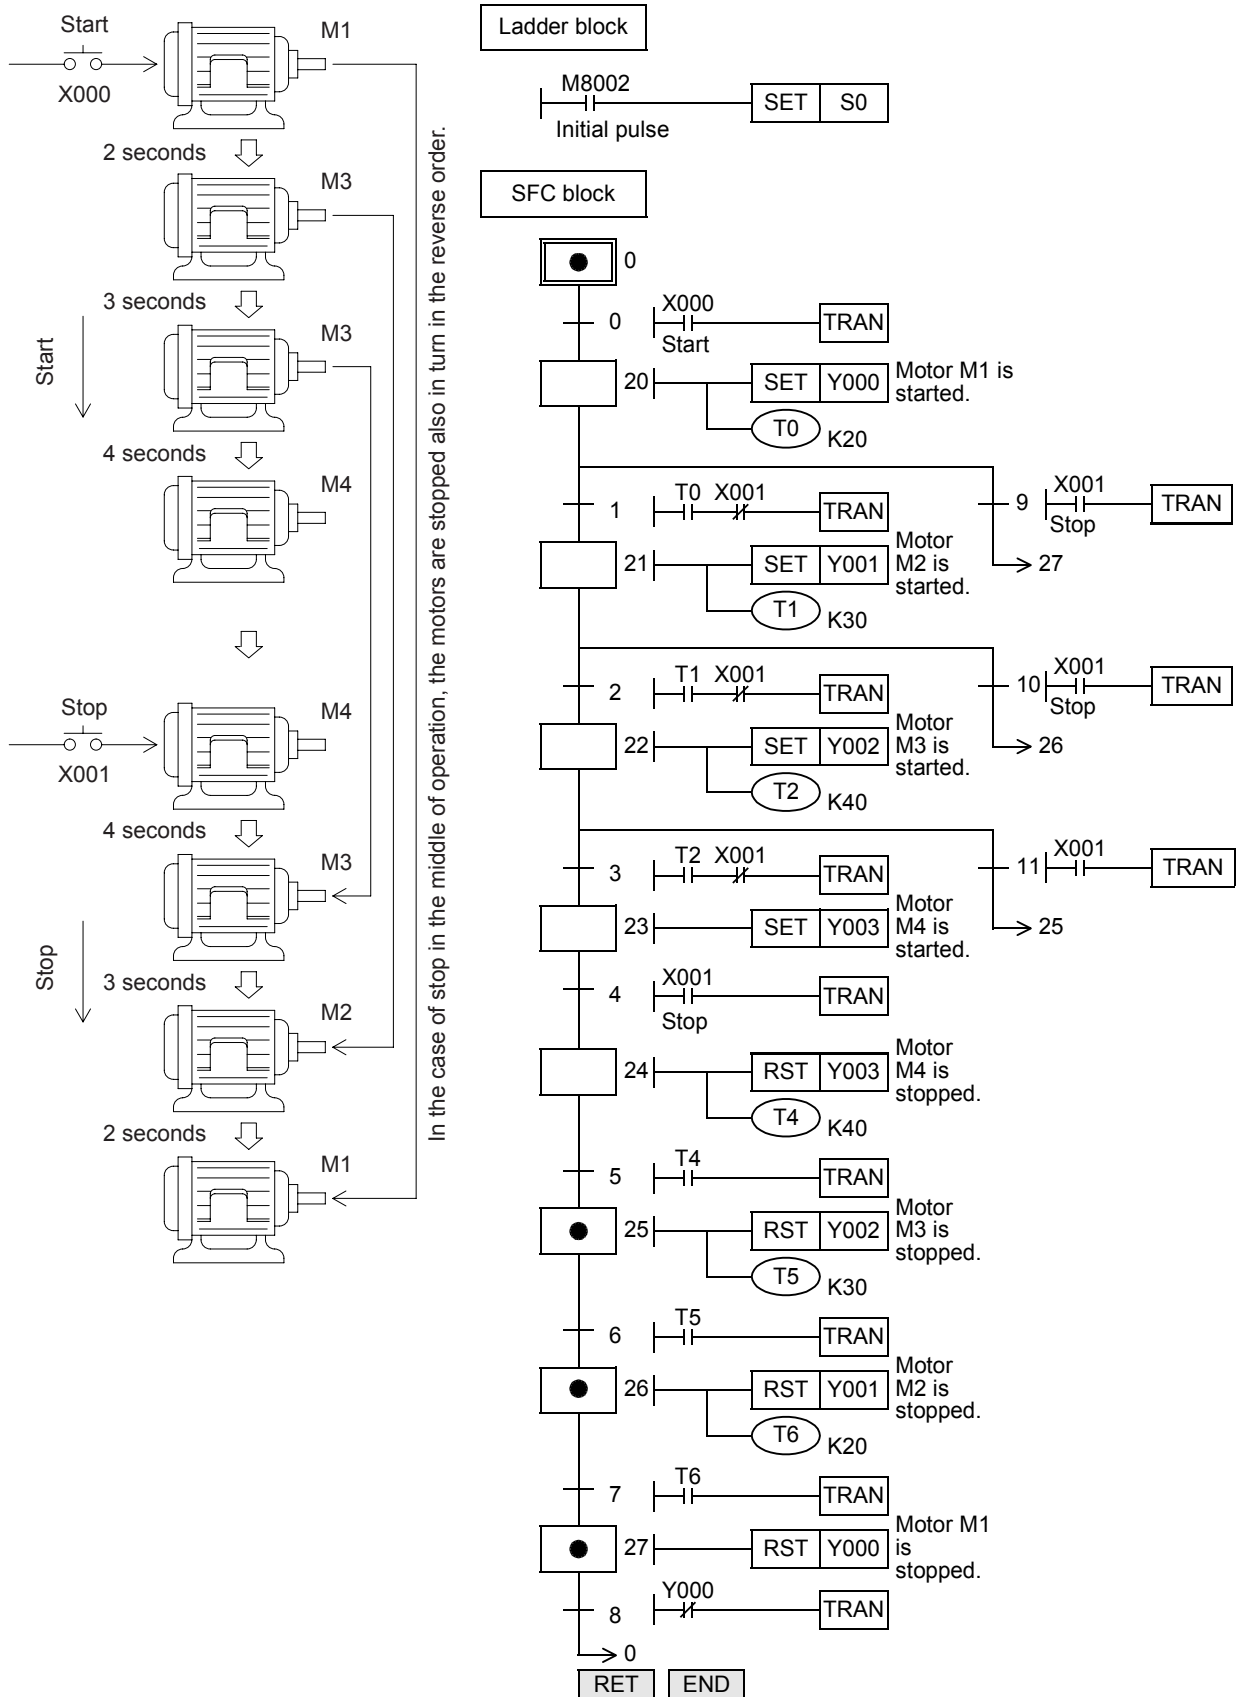 Start
X000
M1
2 seconds
M3
3 seconds
M3
Start
4 seconds
M4
Stop
X001
M4
4 seconds
M3
Stop
3 seconds
M2
2 seconds
M1
In the case of stop in the middle of operation, the motors are stopped also in turn in the reverse order.
Ladder block
M8002
Initial pulse
SET S0
SFC block
0
0
X000
Start
TRAN
20
SET Y000
Motor M1 is
started.
T0 K20
1
T0 X001
TRAN
9
X001
Stop
TRAN
27
21
SET Y001
Motor
M2 is
started.
T1 K30
2
T1 X001
TRAN
10
X001
Stop
TRAN
26
22
SET Y002
Motor
M3 is
started.
T2 K40
3
T2 X001
TRAN
11
X001
TRAN
25
23
SET Y003
Motor
M4 is
started.
4
X001
Stop
TRAN
24
RST Y003
Motor
M4 is
stopped.
T4 K40
5
T4
TRAN
25
RST Y002
Motor
M3 is
stopped.
T5 K30
6
T5
TRAN
26
RST Y001
Motor
M2 is
stopped.
T6 K20
7
T6
TRAN
27
RST Y000
Motor M1
is
stopped.
8
Y000
TRAN
0
RET END